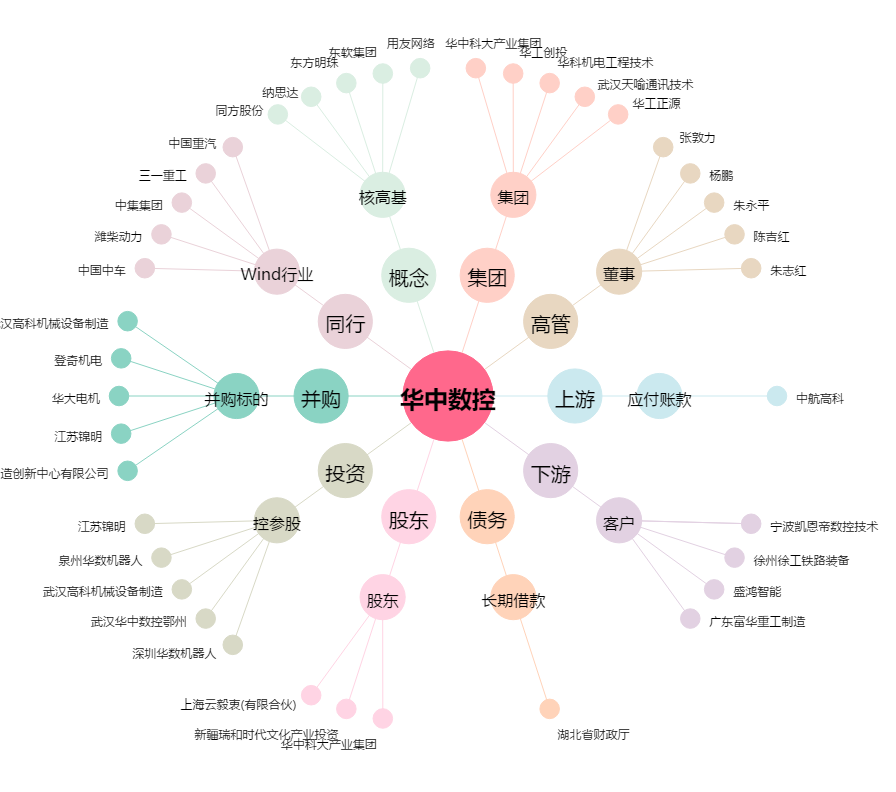 用友网络
东软集团
东方明珠
纳思达
同方股份
核高基
概念
华中科大产业集团
华工创投
华科机电工程技术
武汉天喻通讯技术
华工正源
集团
集团
张敦力
杨鹏
朱永平
陈吉红
朱志红
董事
高管
中国重汽
三一重工
中集集团
潍柴动力
中国中车
Wind行业
同行
汉高科机械设备制造
登奇机电
华大电机
江苏锦明
造创新中心有限公司
并购标的
并购
华中数控
上游
应付账款
中航高科
下游
客户
宁波凯恩帝数控技术
徐州徐工铁路装备
盛鸿智能
广东富华重工制造
投资
控参股
江苏锦明
泉州华数机器人
武汉高科机械设备制造
武汉华中数控鄂州
深圳华数机器人
股东
股东
上海云毅衷(有限合伙)
新疆瑞和时代文化产业投资
华中科大产业集团
债务
长期借款
湖北省财政厅